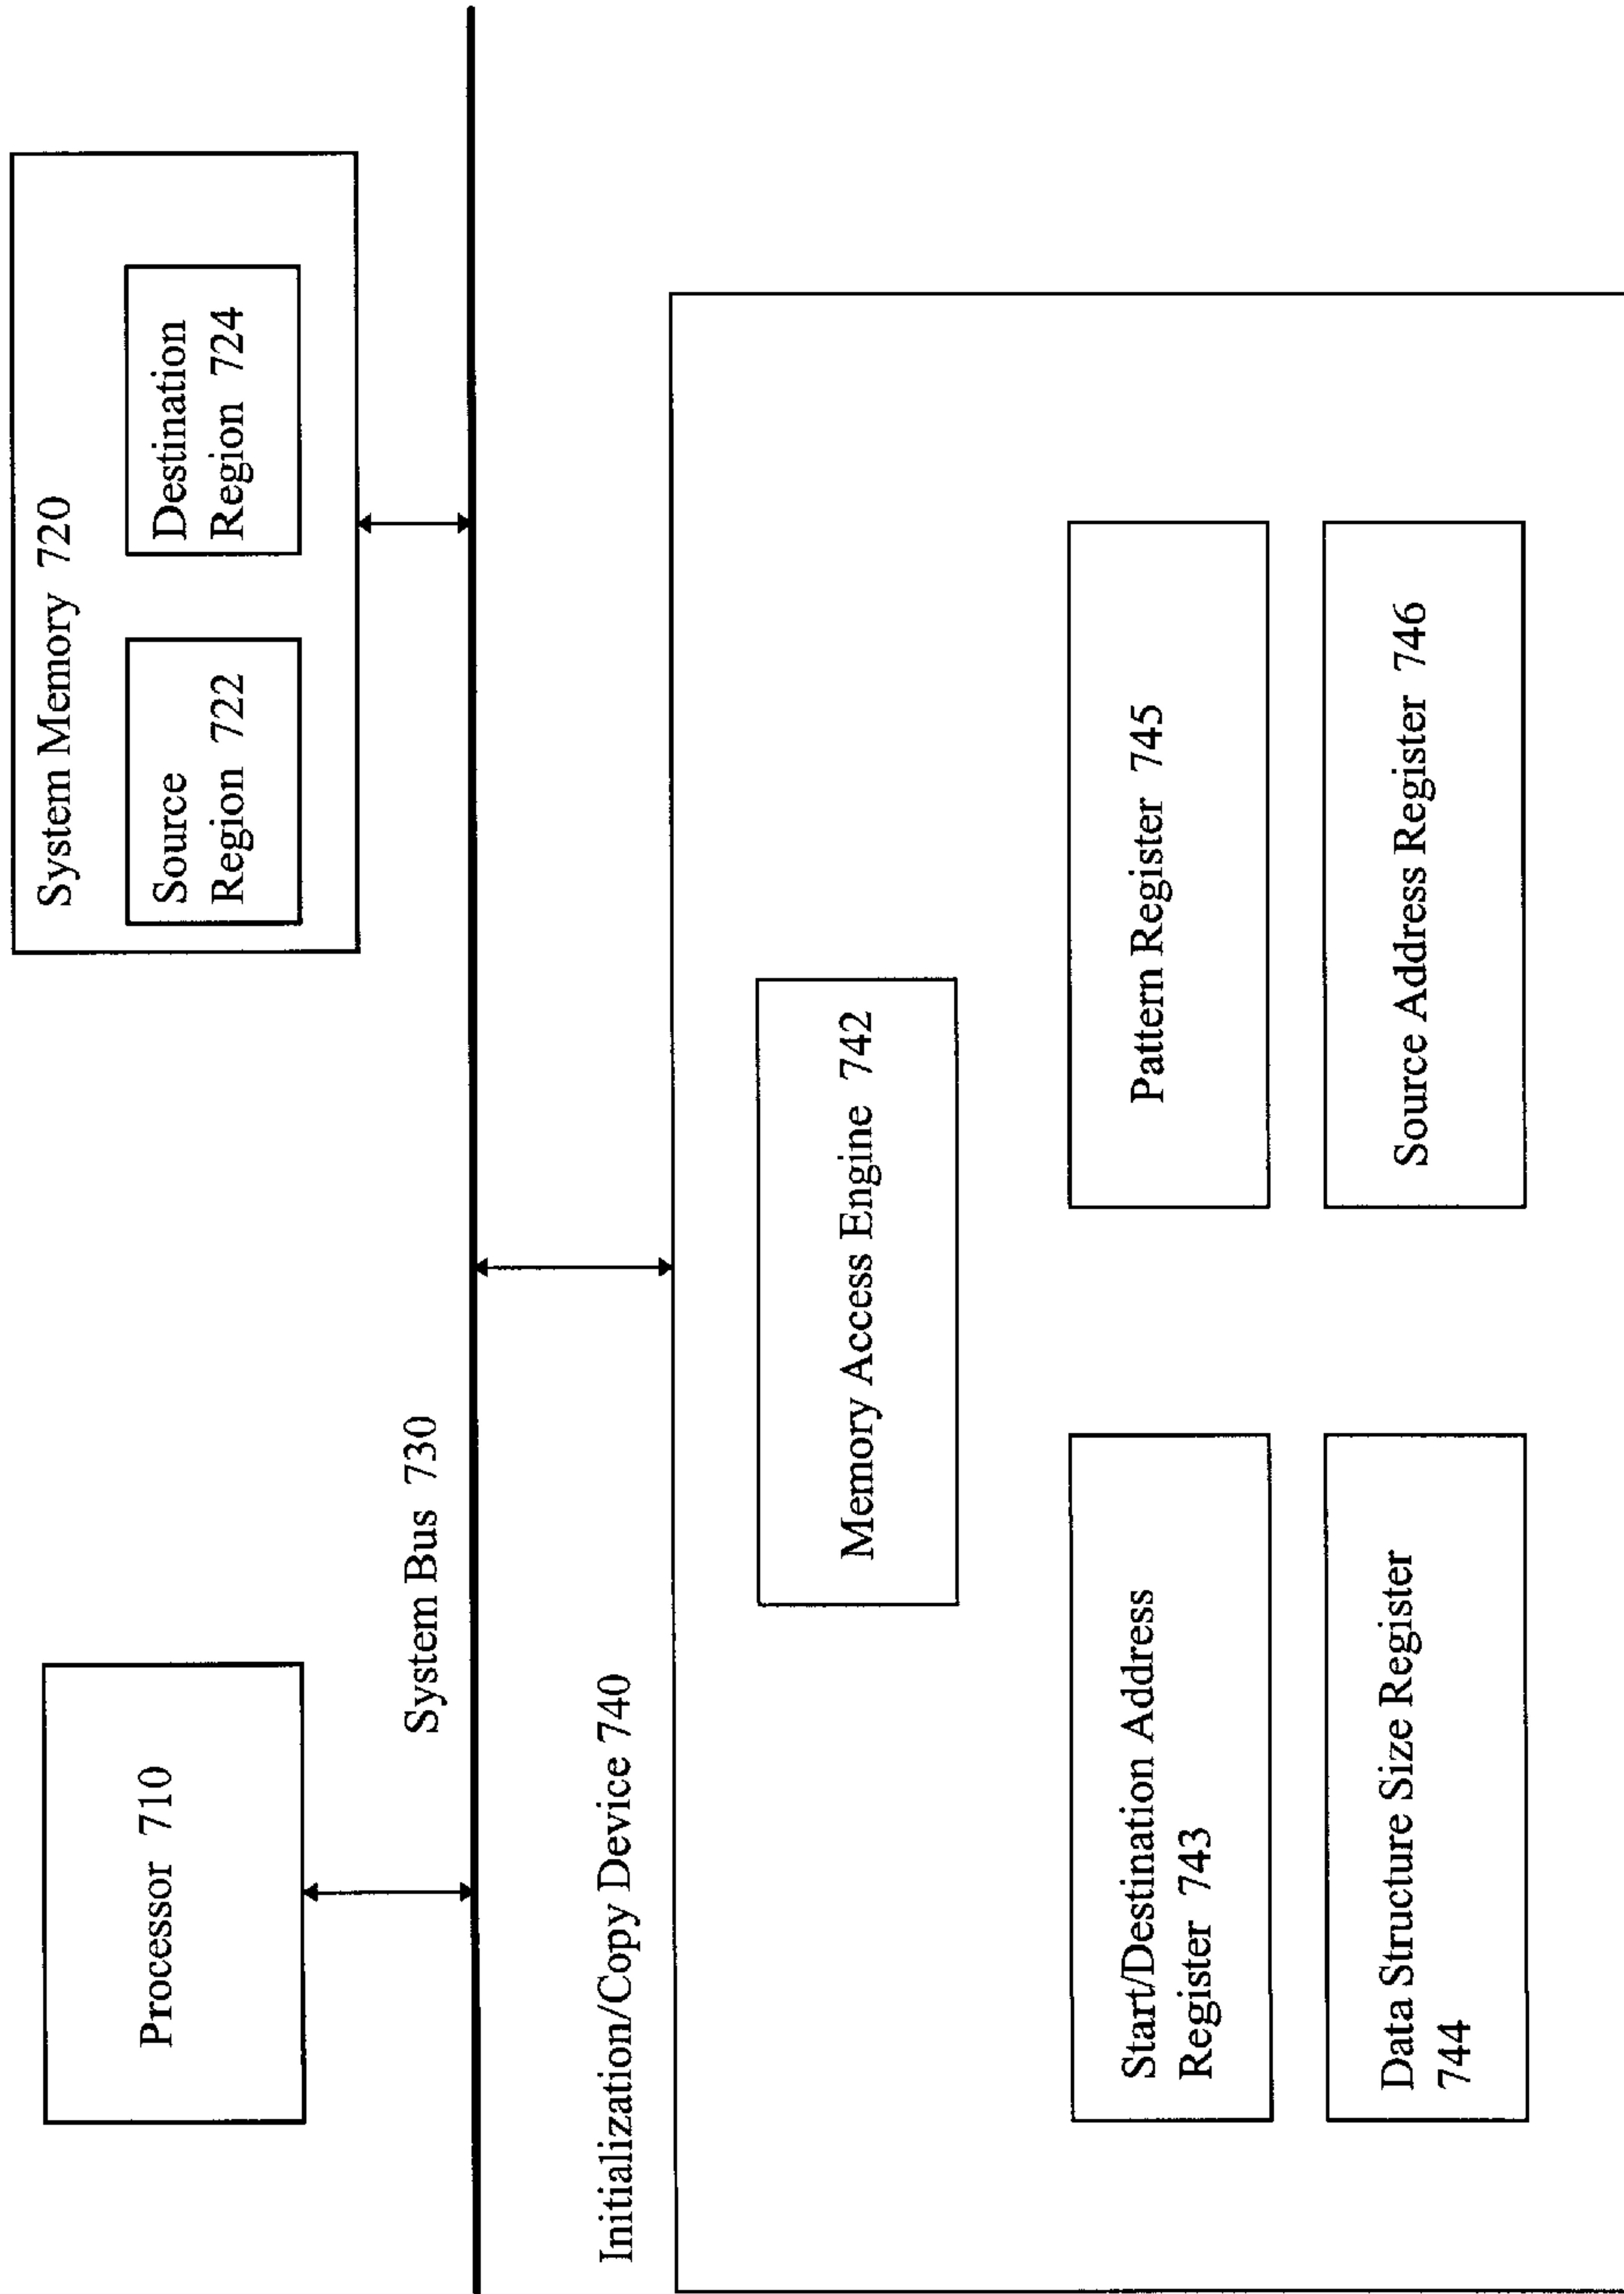 Processor 710
System Memory 720
Source
Region 722
Destination
Region 724
System Bus 730
Initialization/Copy Device 740
Memory Access Engine 742
Start/Destination Address
Register 743
Pattern Register 745
Data Structure Size Register
744
Source Address Register 746